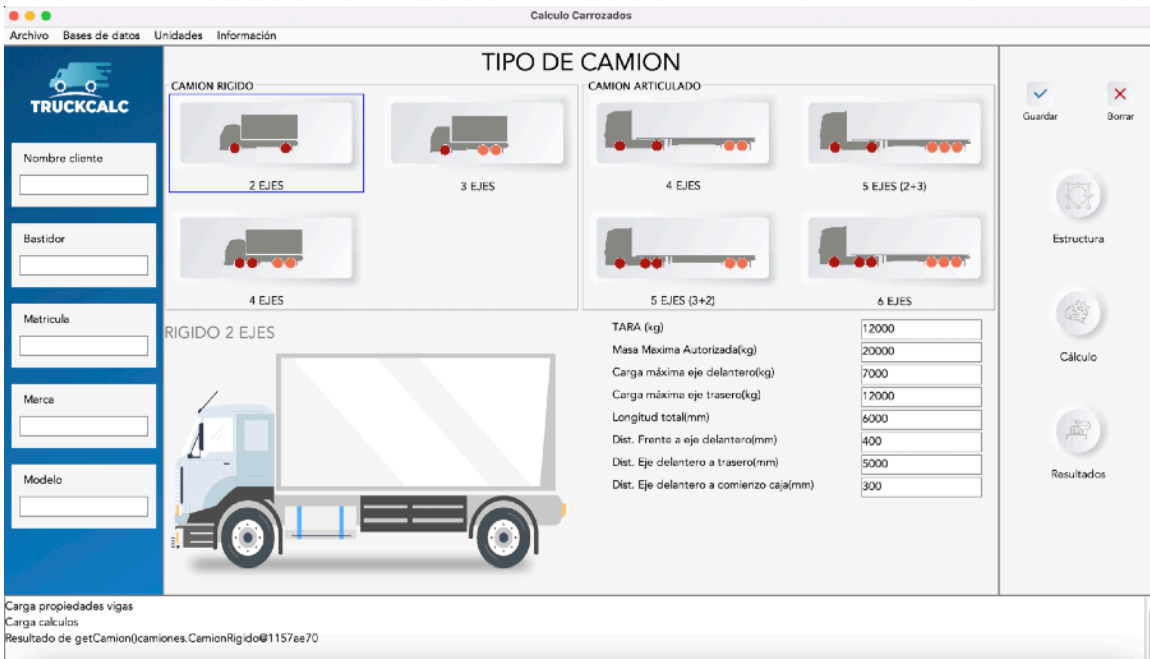 Calculo Carrozados
Archivo Bases de datos Unidades Información
TRUCKCALC
Nombre cliente
Bastidor
Matricula
Marca
Modelo
TIPO DE CAMION
CAMION RIGIDO
2 EJES
3 EJES
4 EJES
CAMION ARTICULADO
4 EJES
5 EJES (2+3)
5 EJES (3+2)
6 EJES
RIGIDO 2 EJES
TARA (kg) 12000
Masa Maxima Autorizada(kg) 20000
Carga máxima eje delantero(kg) 7000
Carga máxima eje trasero(kg) 12000
Longitud total(mm) 6000
Dist. Frente a eje delantero(mm) 400
Dist. Eje delantero a trasero(mm) 5000
Dist. Eje delantero a comienzo caja(mm) 300
Guardar Borrar
Estructura
Cálculo
Resultados
Carga propiedades vigas
Carga calculos
Resultado de getCamion()camiones.CamionRigido@1157ae70